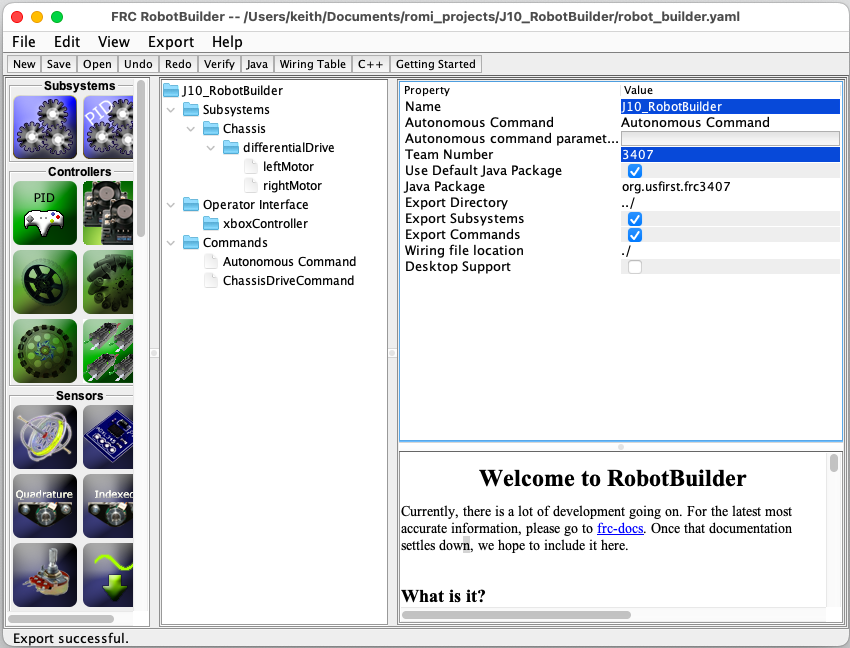 FRC RobotBuilder -- /Users/keith/Documents/romi_projects/J10_RobotBuilder/robot_builder.yaml
File Edit View Export Help
New Save Open Undo Redo Verify Java Wiring Table C++ Getting Started
Subsystems
PID
Controllers
PID
Sensors
Quadrature
Indexed
J10_RobotBuilder
Subsystems
Chassis
differentialDrive
leftMotor
rightMotor
Operator Interface
xboxController
Commands
Autonomous Command
ChassisDriveCommand
Property Value
Name J10_RobotBuilder
Autonomous Command Autonomous Command
Autonomous command paramet...
Team Number 3407
Use Default Java Package
Java Package org.usfirst.frc3407
Export Directory ../
Export Subsystems
Export Commands
Wiring file location ./
Desktop Support
Welcome to RobotBuilder
Currently, there is a lot of development going on. For the latest most
accurate information, please go to frc-docs. Once that documentation
settles down, we hope to include it here.
What is it?
Export successful.